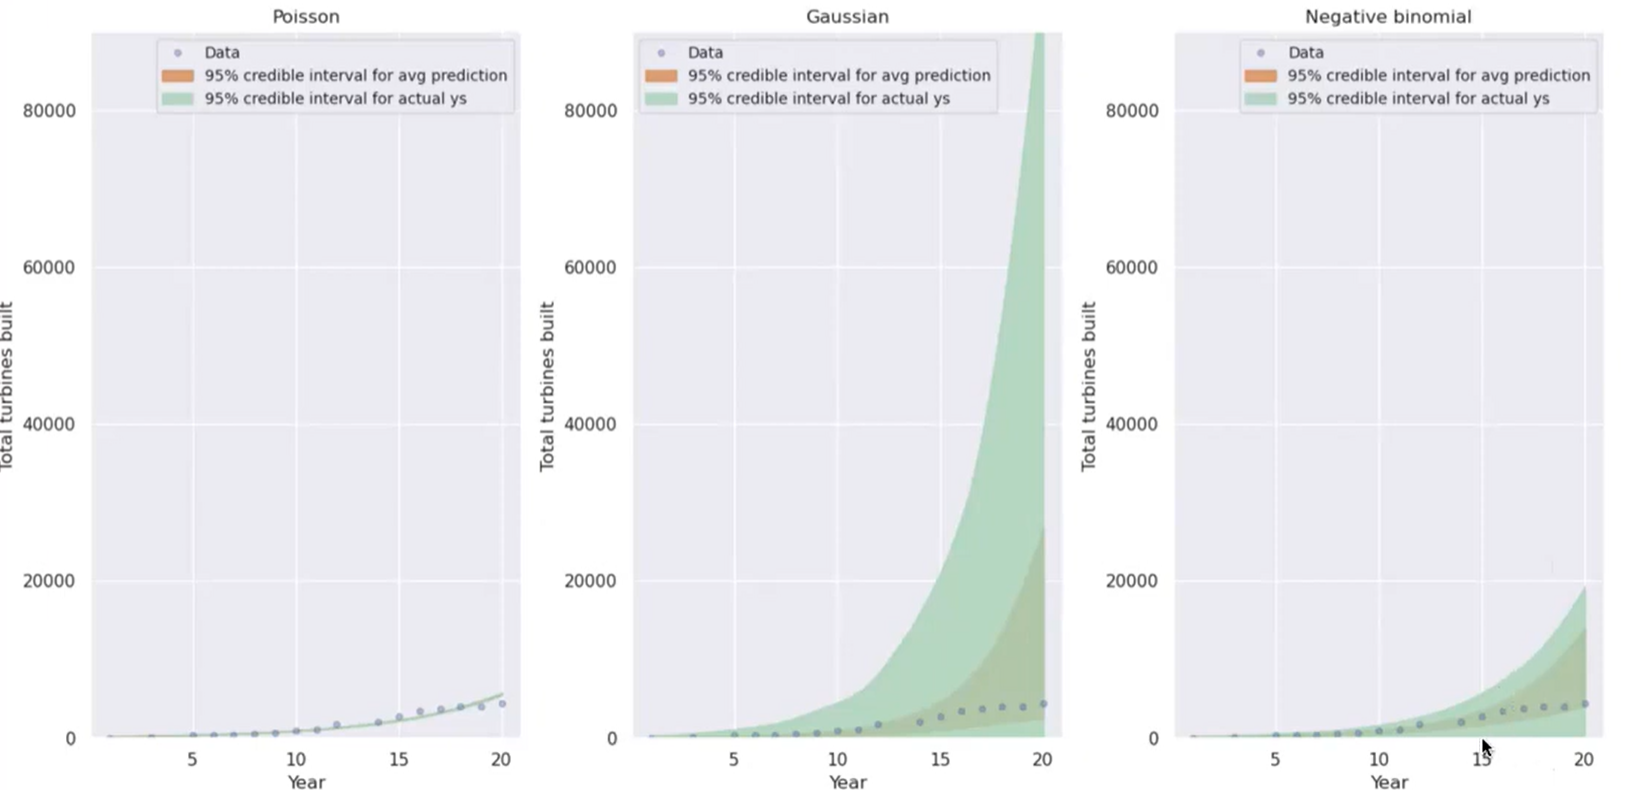 Poisson
Data
95% credible interval for avg prediction
95% credible interval for actual ys
80000
60000
40000
20000
0
Total turbines built
5
10
15
20
Year
Gaussian
Data
95% credible interval for avg prediction
95% credible interval for actual ys
80000
60000
40000
20000
0
Total turbines built
5
10
15
20
Year
Negative binomial
Data
95% credible interval for avg prediction
95% credible interval for actual ys
80000
60000
40000
20000
0
Total turbines built
5
10
15
20
Year